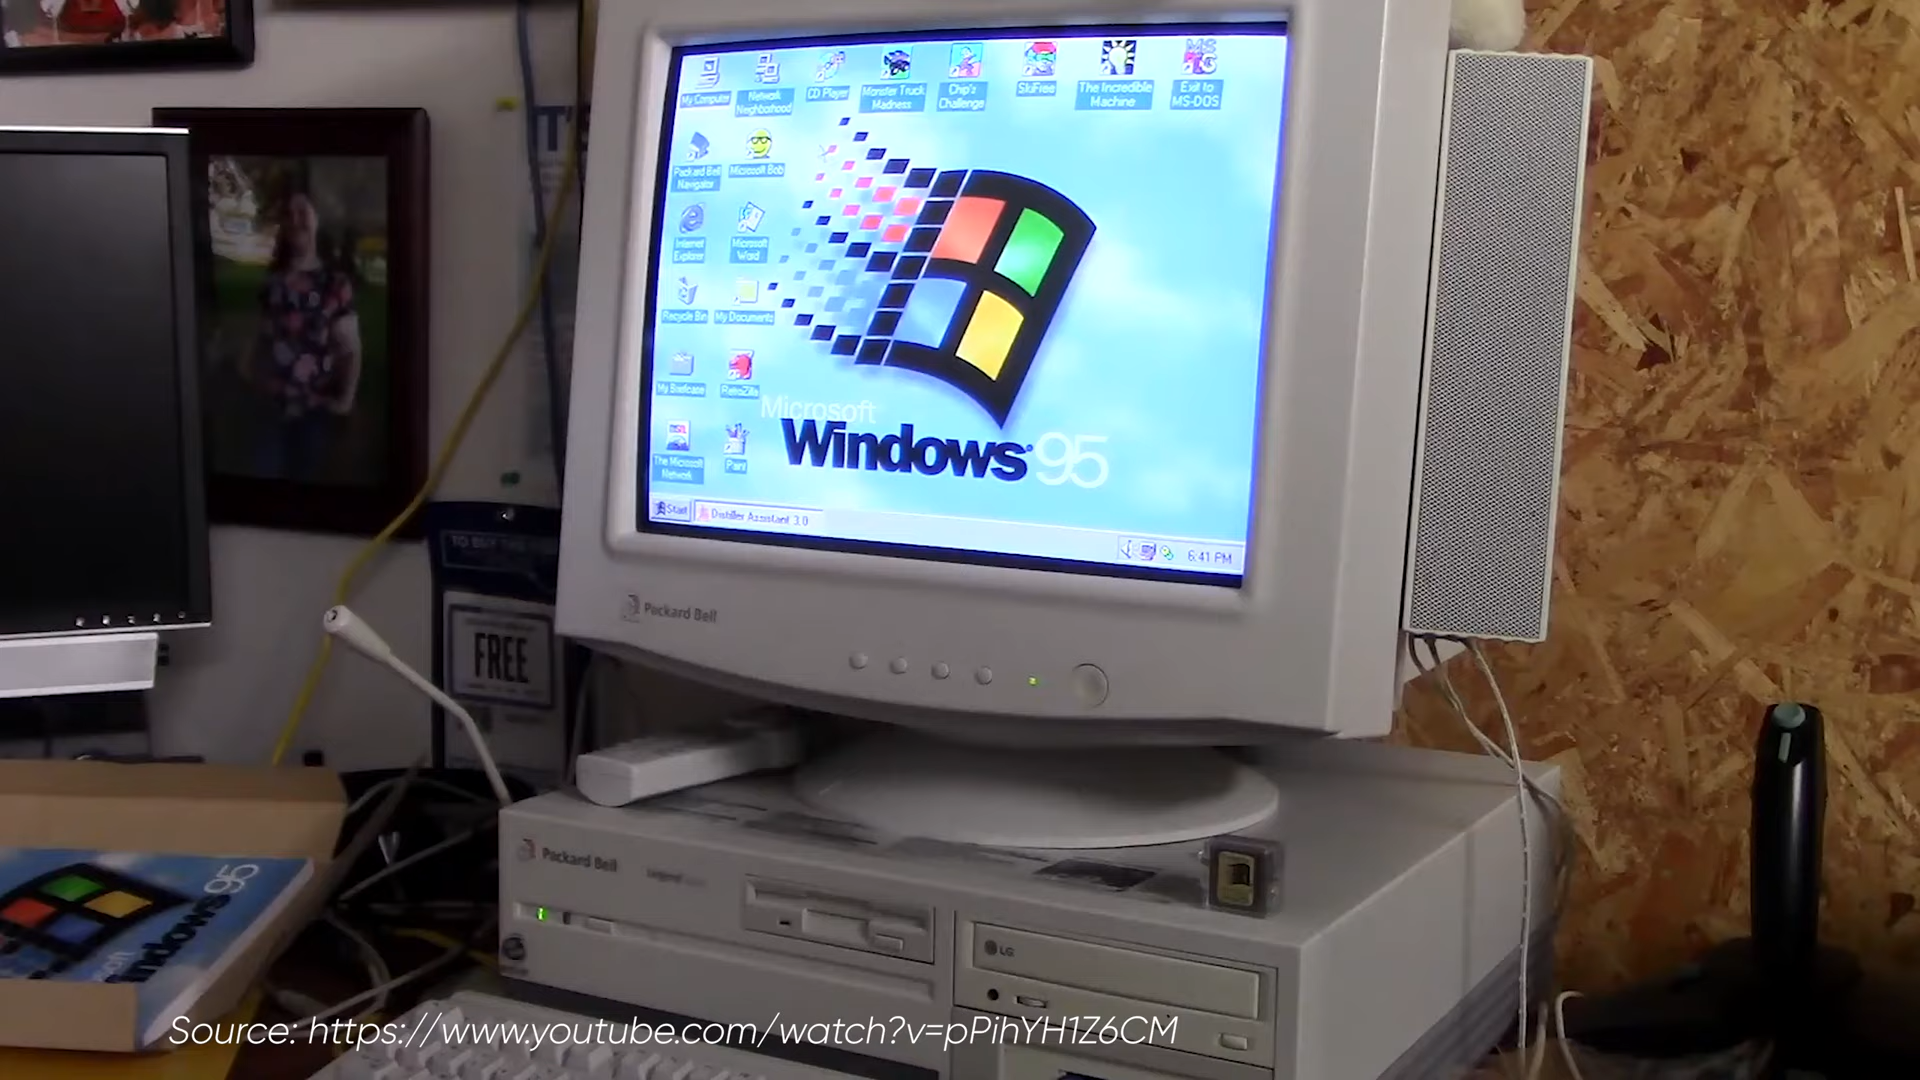 My Computer
Network
Neighborhood
CD Player
Monster Truck
Madness
Chip's
Challenge
SkiFree
The Incredible
Machine
Exit to
MS-DOS
Packard Bell
Navigator
Microsoft Bob
Internet
Explorer
Microsoft
Word
Recycle Bin
My Documents
My Briefcase
RetroZilla
The Microsoft
Network
Paint
Microsoft
Windows 95
Start
Distiller Assistant 3.0
6:41 PM
Packard Bell
FREE
Packard Bell
LG
Windows 95
Source: https://www.youtube.com/watch?v=pPihYH1Z6CM